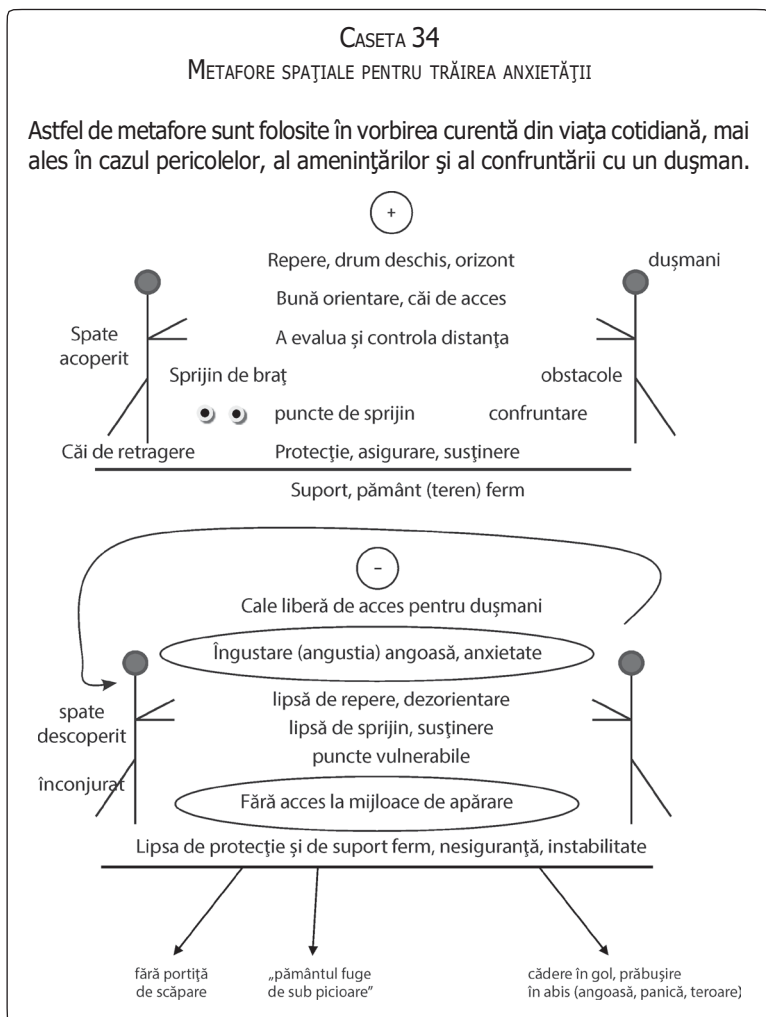 CASETA 34
METAFORE SPAŢIALE PENTRU TRĂIREA ANXIETĂŢII
Astfel de metafore sunt folosite în vorbirea curentă din viaţa cotidiană, mai
ales în cazul pericolelor, al ameninţărilor şi al confruntării cu un duşman.
+
Repere, drum deschis, orizont
duşmani
Bună orientare, căi de acces
Spate
acoperit
A evalua şi controla distanţa
Sprijin de braţ
obstacole
puncte de sprijin
confruntare
Căi de retragere
Protecţie, asigurare, susţinere
Suport, pământ (teren) ferm
-
Cale liberă de acces pentru duşmani
Îngustare (angustia) angoasă, anxietate
spate
descoperit
lipsă de repere, dezorientare
lipsă de sprijin, susţinere
puncte vulnerabile
înconjurat
Fără acces la mijloace de apărare
Lipsa de protecţie şi de suport ferm, nesiguranţă, instabilitate
fără portiţă
de scăpare
„pământul fuge
de sub picioare”
cădere în gol, prăbuşire
în abis (angoasă, panică, teroare)